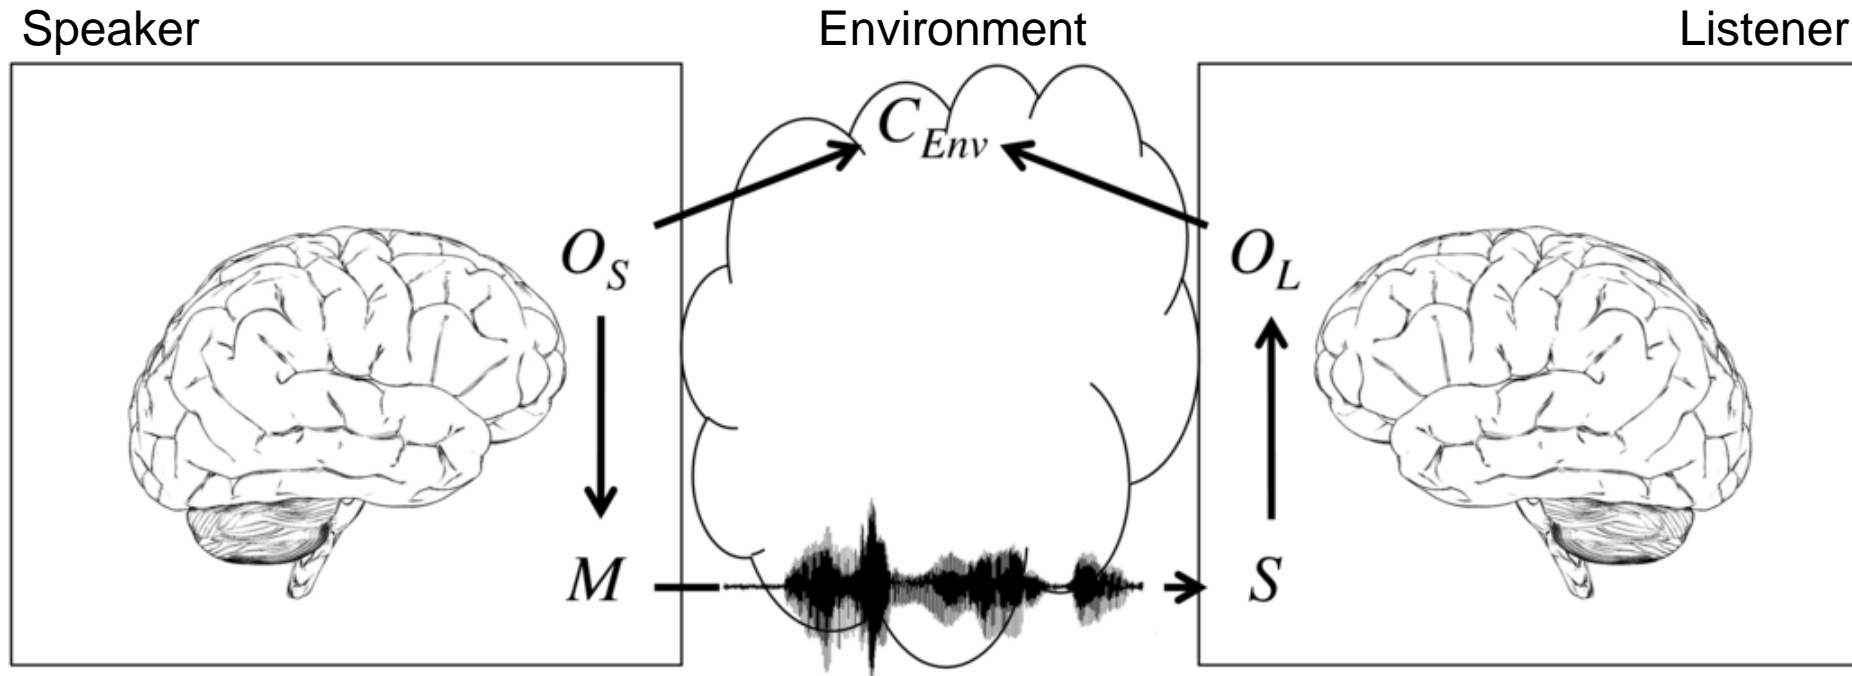 Speaker Environment Listener
C_Env
O_S O_L
M S